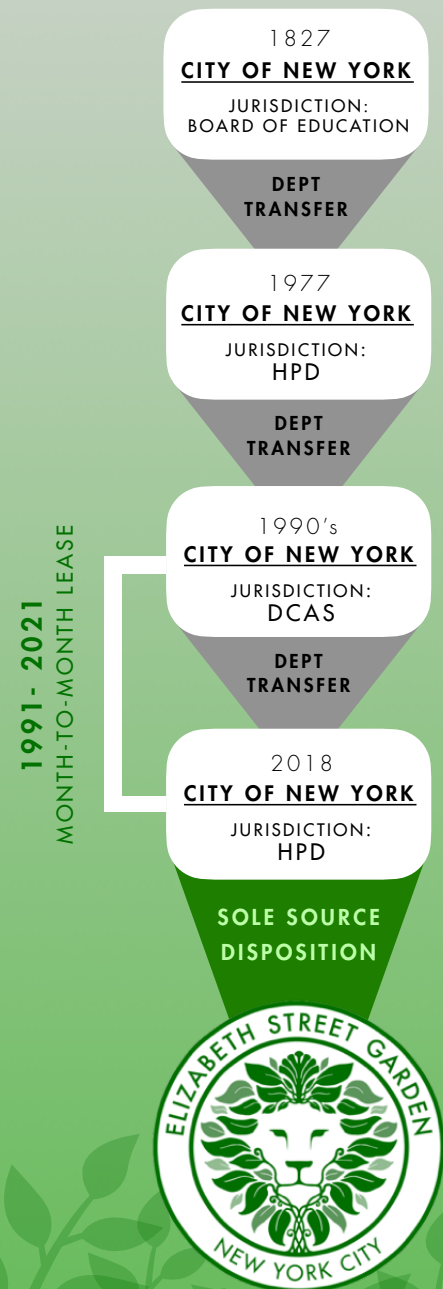 1827
CITY OF NEW YORK
JURISDICTION:
BOARD OF EDUCATION
DEPT
TRANSFER
1977
CITY OF NEW YORK
JURISDICTION:
HPD
DEPT
TRANSFER
1990's
CITY OF NEW YORK
JURISDICTION:
DCAS
DEPT
TRANSFER
1991- 2021
MONTH-TO-MONTH LEASE
2018
CITY OF NEW YORK
JURISDICTION:
HPD
SOLE SOURCE
DISPOSITION
ELIZABETH STREET GARDEN
NEW YORK CITY